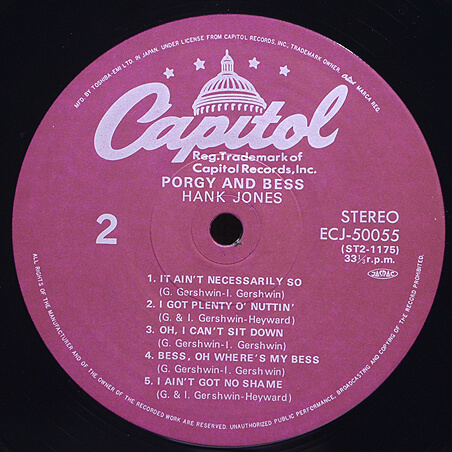 MFD. BY TOSHIBA-EMI LTD. IN JAPAN. UNDER LICENSE FROM CAPITOL RECORDS, INC., TRADEMARK OWNER. MARCA REG.
Capitol
Reg. Trademark of
Capitol Records, Inc.
PORGY AND BESS
HANK JONES
2
STEREO
ECJ-50055
(ST2-1175)
33⅓ r.p.m.
JASRAC
1. IT AIN'T NECESSARILY SO
(G. Gershwin-I. Gershwin)
2. I GOT PLENTY O' NUTTIN'
(G. & I. Gershwin-Heyward)
3. OH, I CAN'T SIT DOWN
(G. Gershwin-I. Gershwin)
4. BESS, OH WHERE'S MY BESS
(G. Gershwin-I. Gershwin)
5. I AIN'T GOT NO SHAME
(G. & I. Gershwin-Heyward)
ALL RIGHTS OF THE MANUFACTURER AND OF THE OWNER OF THE RECORDED WORK ARE RESERVED. UNAUTHORIZED PUBLIC PERFORMANCE, BROADCASTING AND COPYING OF THE RECORD PROHIBITED.